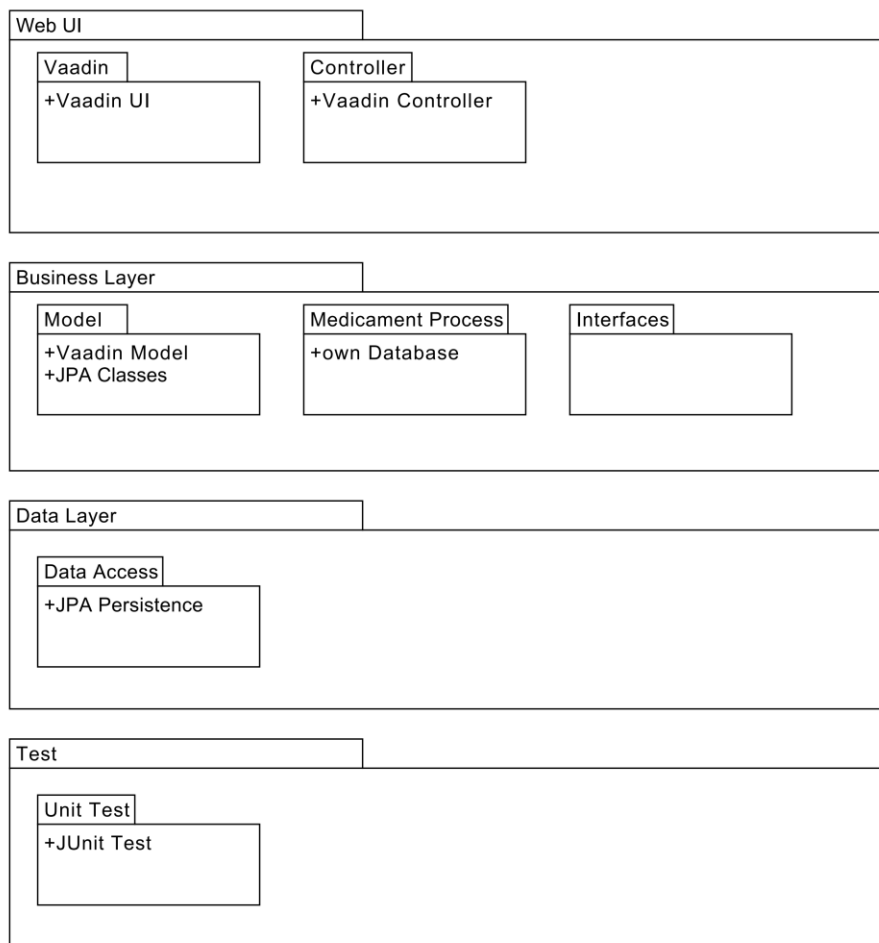 Web UI
Vaadin
+Vaadin UI
Controller
+Vaadin Controller
Business Layer
Model
+Vaadin Model
+JPA Classes
Medicament Process
+own Database
Interfaces
Data Layer
Data Access
+JPA Persistence
Test
Unit Test
+JUnit Test